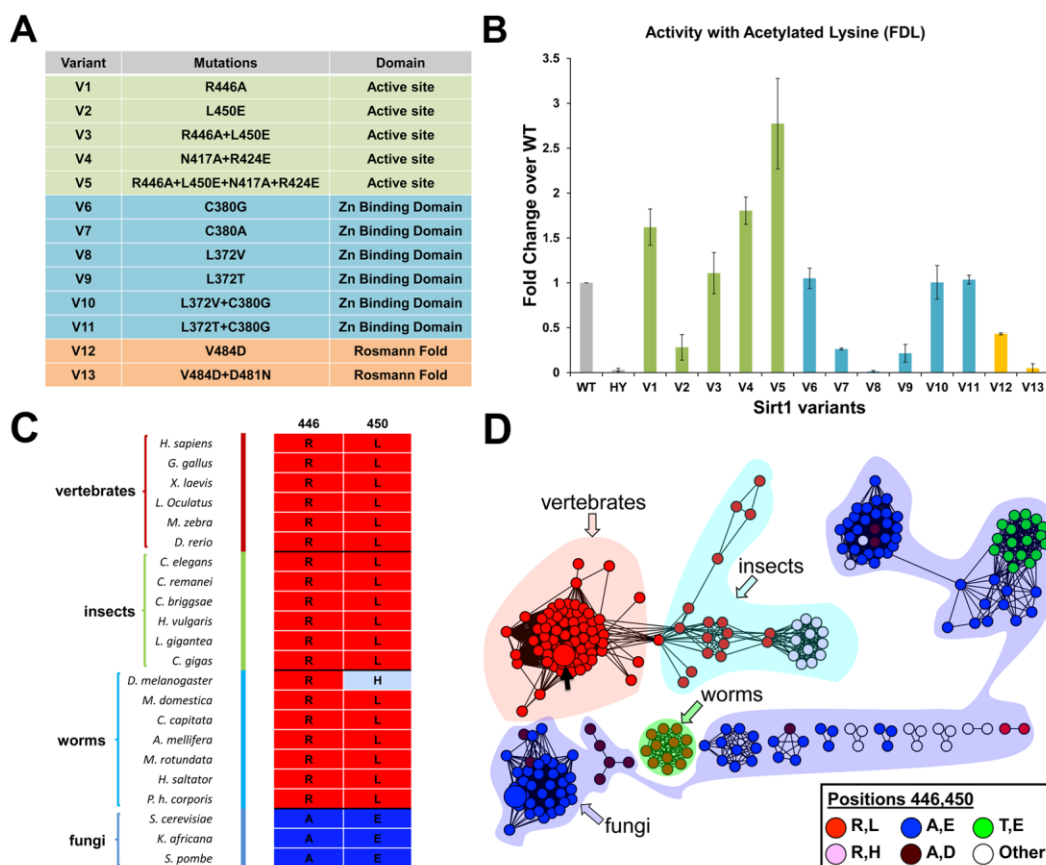 A
Variant Mutations Domain
V1 R446A Active site
V2 L450E Active site
V3 R446A+L450E Active site
V4 N417A+R424E Active site
V5 R446A+L450E+N417A+R424E Active site
V6 C380G Zn Binding Domain
V7 C380A Zn Binding Domain
V8 L372V Zn Binding Domain
V9 L372T Zn Binding Domain
V10 L372V+C380G Zn Binding Domain
V11 L372T+C380G Zn Binding Domain
V12 V484D Rosmann Fold
V13 V484D+D481N Rosmann Fold
B
Activity with Acetylated Lysine (FDL)
Fold Change over WT
3.5
3
2.5
2
1.5
1
0.5
0
WT HY V1 V2 V3 V4 V5 V6 V7 V8 V9 V10 V11 V12 V13
Sirt1 variants
C
446 450
vertebrates
H. sapiens R L
G. gallus R L
X. laevis R L
L. Oculatus R L
M. zebra R L
D. rerio R L
insects
C. elegans R L
C. remanei R L
C. briggsae R L
H. vulgaris R L
L. gigantea R L
C. gigas R L
worms
D. melanogaster R H
M. domestica R L
C. capitata R L
A. mellifera R L
M. rotundata R L
H. saltator R L
P. h. corporis R L
fungi
S. cerevisiae A E
K. africana A E
S. pombe A E
D
vertebrates
insects
worms
fungi
Positions 446,450
R,L A,E T,E
R,H A,D Other